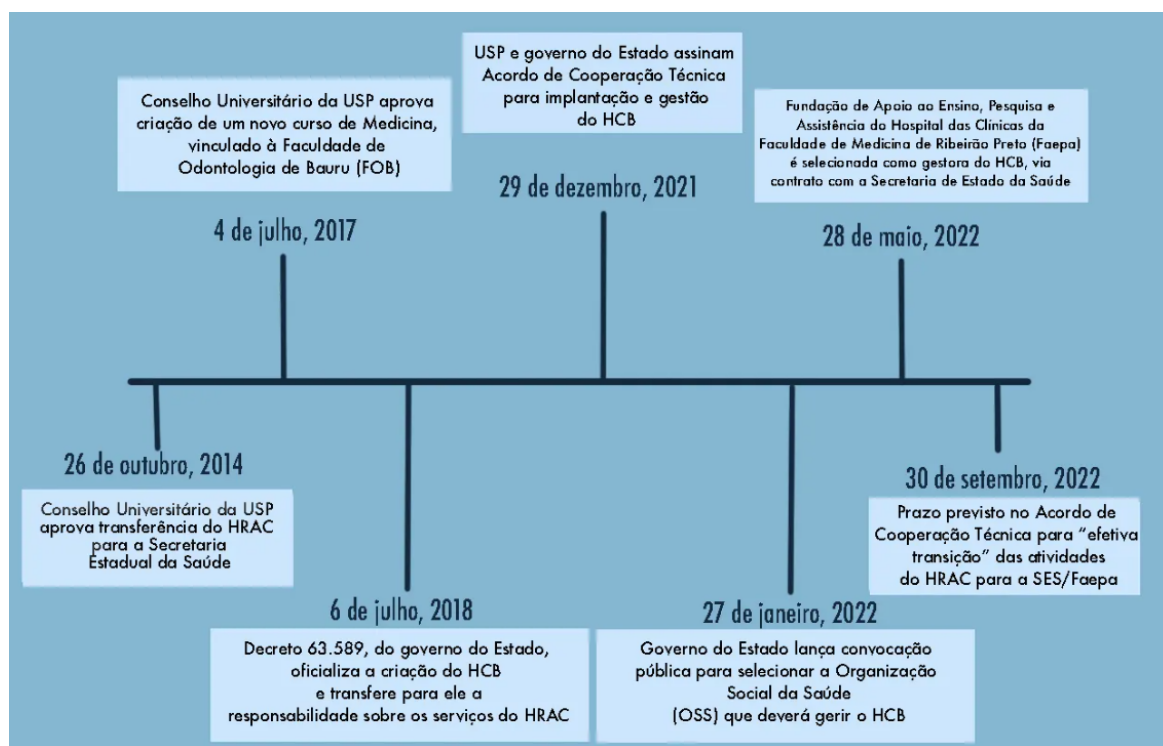 Conselho Universitário da USP aprova
criação de um novo curso de Medicina,
vinculado à Faculdade de
Odontologia de Bauru (FOB)
4 de julho, 2017
USP e governo do Estado assinam
Acordo de Cooperação Técnica
para implantação e gestão
do HCB
29 de dezembro, 2021
Fundação de Apoio ao Ensino, Pesquisa e
Assistência do Hospital das Clínicas da
Faculdade de Medicina de Ribeirão Preto (Faepa)
é selecionada como gestora do HCB, via
contrato com a Secretaria de Estado da Saúde
28 de maio, 2022
26 de outubro, 2014
Conselho Universitário da USP
aprova transferência do HRAC
para a Secretaria
Estadual da Saúde
6 de julho, 2018
Decreto 63.589, do governo do Estado,
oficializa a criação do HCB
e transfere para ele a
responsabilidade sobre os serviços do HRAC
27 de janeiro, 2022
Governo do Estado lança convocação
pública para selecionar a Organização
Social da Saúde
(OSS) que deverá gerir o HCB
30 de setembro, 2022
Prazo previsto no Acordo de
Cooperação Técnica para “efetiva
transição” das atividades
do HRAC para a SES/Faepa